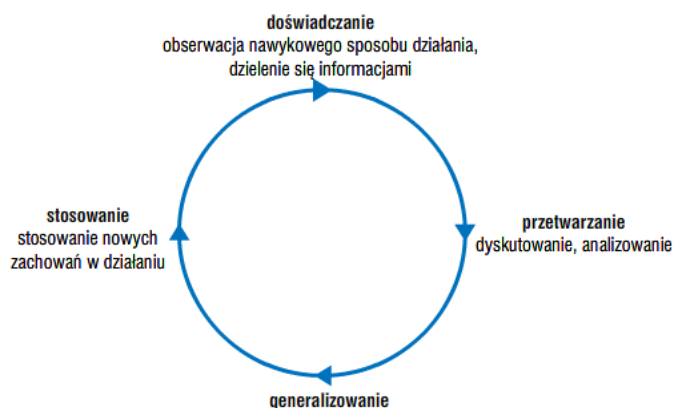 doświadczanie
obserwacja nawykowego sposobu działania,
dzielenie się informacjami
stosowanie
stosowanie nowych
zachowań w działaniu
przetwarzanie
dyskutowanie, analizowanie
generalizowanie